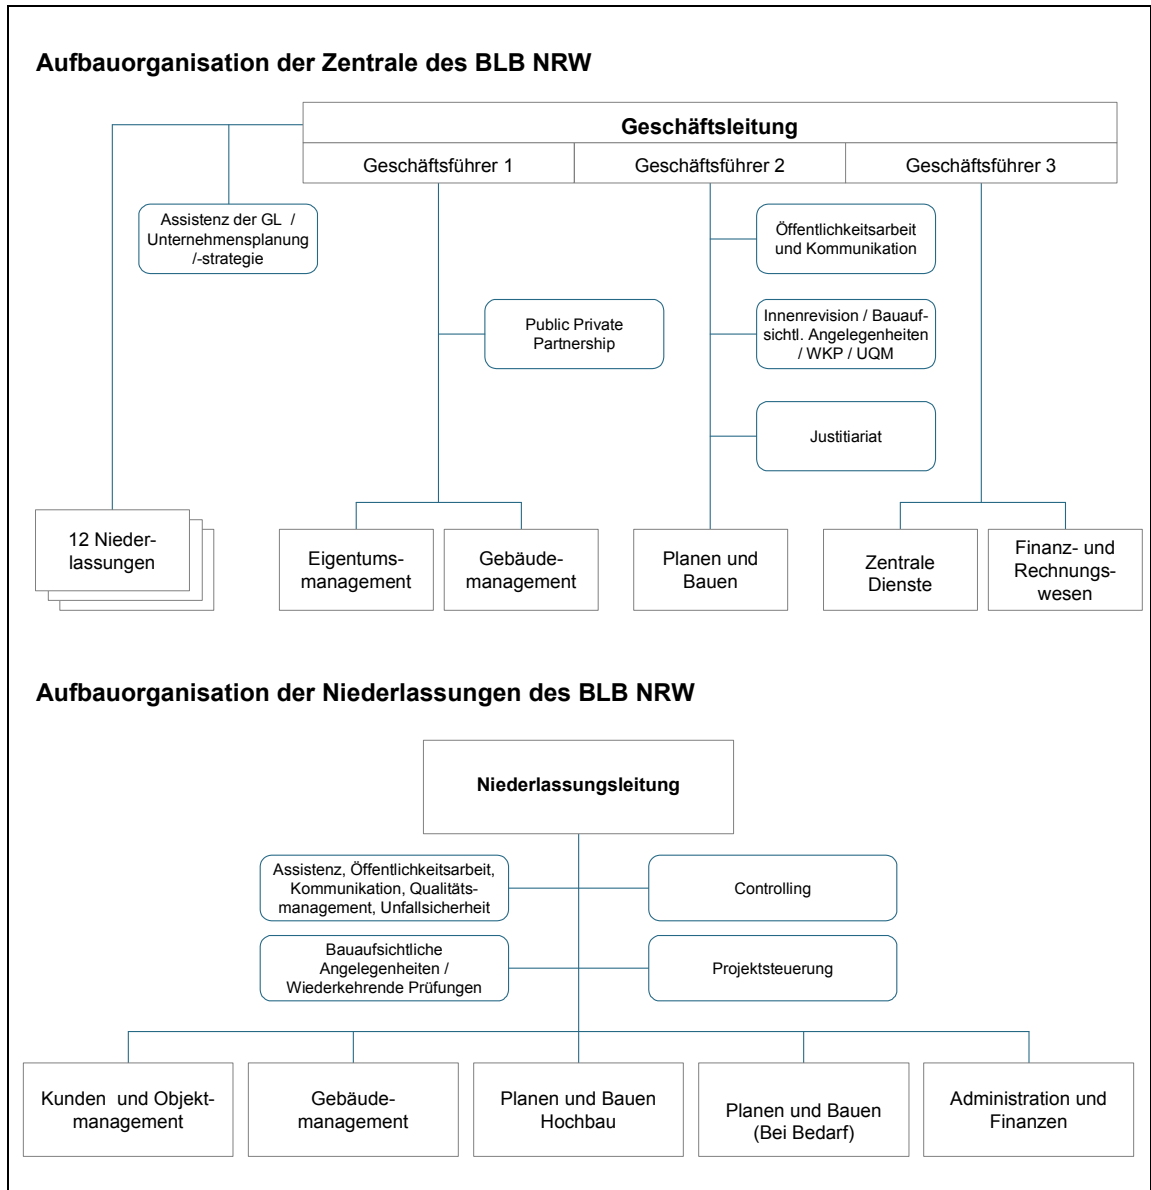 Aufbauorganisation der Zentrale des BLB NRW
Geschäftsleitung
Geschäftsführer 1
Geschäftsführer 2
Geschäftsführer 3
Assistenz der GL /
Unternehmensplanung
/-strategie
Öffentlichkeitsarbeit
und Kommunikation
Public Private
Partnership
Innenrevision / Bauauf-
sichtl. Angelegenheiten
/ WKP / UQM
Justitiariat
12 Nieder-
lassungen
Eigentums-
management
Gebäude-
management
Planen und
Bauen
Zentrale
Dienste
Finanz- und
Rechnungs-
wesen
Aufbauorganisation der Niederlassungen des BLB NRW
Niederlassungsleitung
Assistenz, Öffentlichkeitsarbeit,
Kommunikation, Qualitäts-
management, Unfallsicherheit
Controlling
Bauaufsichtliche
Angelegenheiten /
Wiederkehrende Prüfungen
Projektsteuerung
Kunden und Objekt-
management
Gebäude-
management
Planen und Bauen
Hochbau
Planen und Bauen
(Bei Bedarf)
Administration und
Finanzen